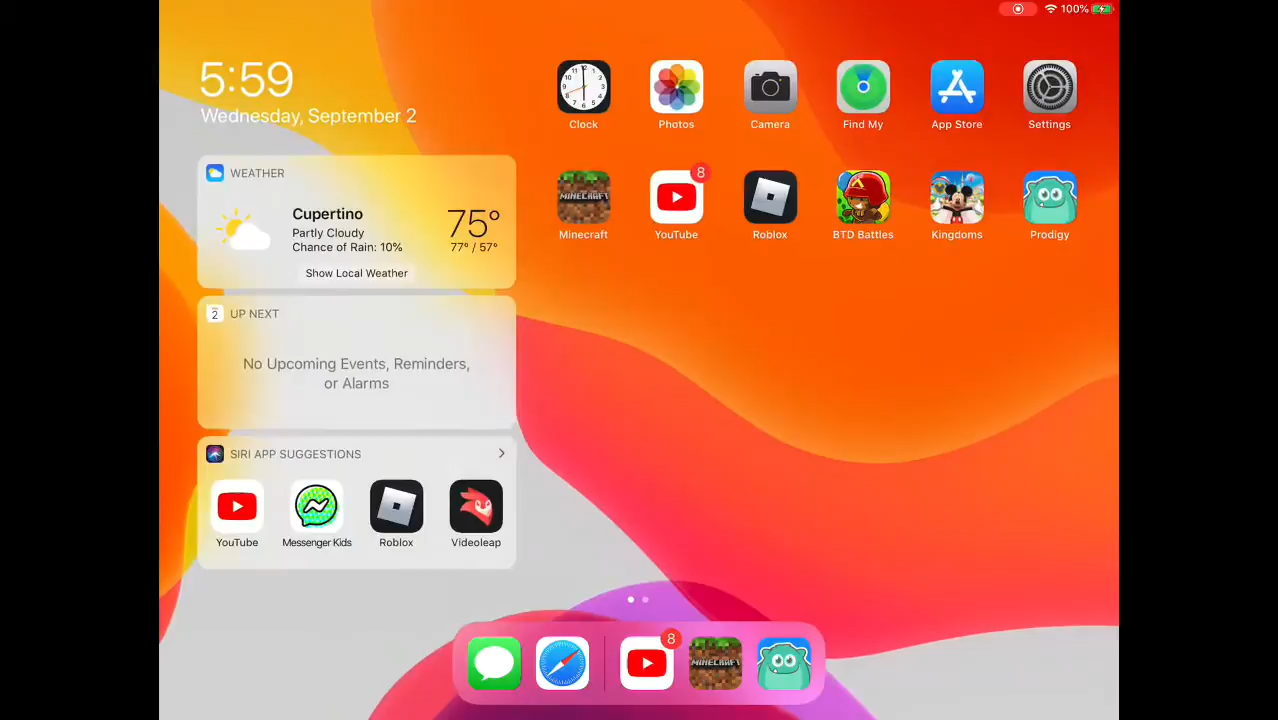 100%
5:59
Wednesday, September 2
WEATHER
Cupertino
Partly Cloudy
Chance of Rain: 10%
75°
77° / 57°
Show Local Weather
2
UP NEXT
No Upcoming Events, Reminders,
or Alarms
SIRI APP SUGGESTIONS
YouTube Messenger Kids Roblox Videoleap
Clock Photos Camera Find My App Store Settings
MINECRAFT
8
Minecraft YouTube Roblox BTD Battles Kingdoms Prodigy
8
MINECRAFT